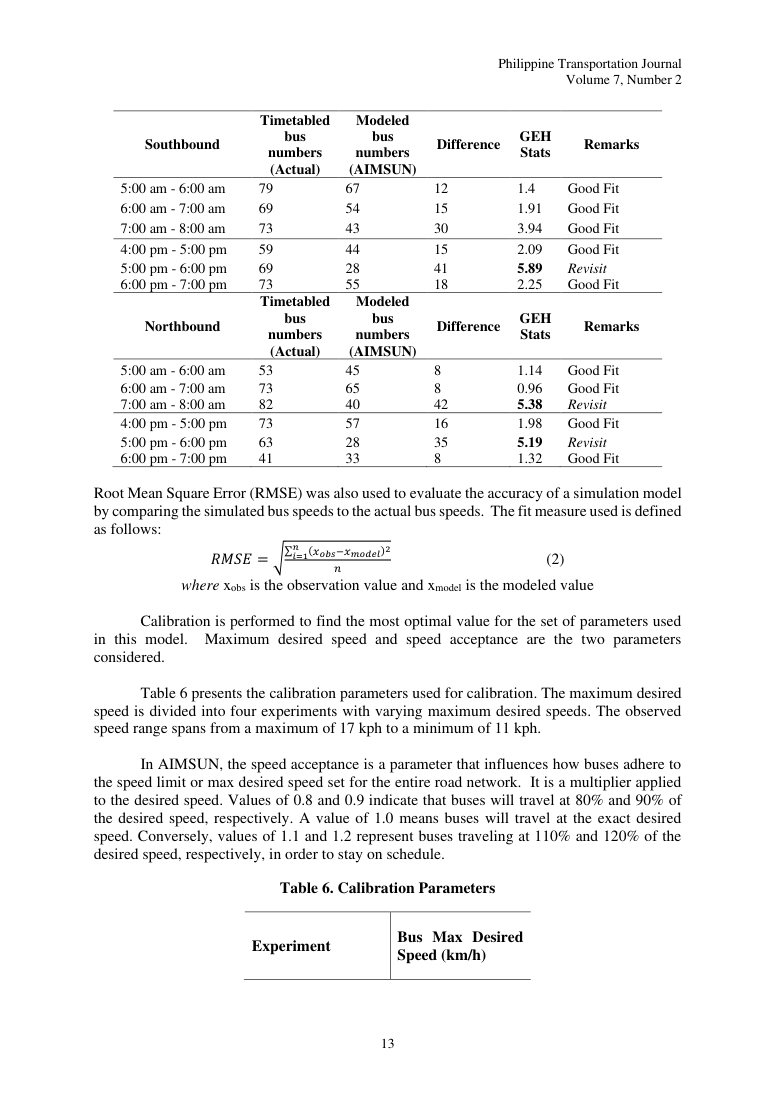 Philippine Transportation Journal
Volume 7, Number 2
Southbound Timetabled bus numbers (Actual) Modeled bus numbers (AIMSUN) Difference GEH Stats Remarks
5:00 am - 6:00 am 79 67 12 1.4 Good Fit
6:00 am - 7:00 am 69 54 15 1.91 Good Fit
7:00 am - 8:00 am 73 43 30 3.94 Good Fit
4:00 pm - 5:00 pm 59 44 15 2.09 Good Fit
5:00 pm - 6:00 pm 69 28 41 5.89 Revisit
6:00 pm - 7:00 pm 73 55 18 2.25 Good Fit
Northbound Timetabled bus numbers (Actual) Modeled bus numbers (AIMSUN) Difference GEH Stats Remarks
5:00 am - 6:00 am 53 45 8 1.14 Good Fit
6:00 am - 7:00 am 73 65 8 0.96 Good Fit
7:00 am - 8:00 am 82 40 42 5.38 Revisit
4:00 pm - 5:00 pm 73 57 16 1.98 Good Fit
5:00 pm - 6:00 pm 63 28 35 5.19 Revisit
6:00 pm - 7:00 pm 41 33 8 1.32 Good Fit
Root Mean Square Error (RMSE) was also used to evaluate the accuracy of a simulation model
by comparing the simulated bus speeds to the actual bus speeds. The fit measure used is defined
as follows:
RMSE = √(∑ⁿᵢ₌₁(x_obs−x_model)²/n) (2)
where x_obs is the observation value and x_model is the modeled value
Calibration is performed to find the most optimal value for the set of parameters used
in this model. Maximum desired speed and speed acceptance are the two parameters
considered.
Table 6 presents the calibration parameters used for calibration. The maximum desired
speed is divided into four experiments with varying maximum desired speeds. The observed
speed range spans from a maximum of 17 kph to a minimum of 11 kph.
In AIMSUN, the speed acceptance is a parameter that influences how buses adhere to
the speed limit or max desired speed set for the entire road network. It is a multiplier applied
to the desired speed. Values of 0.8 and 0.9 indicate that buses will travel at 80% and 90% of
the desired speed, respectively. A value of 1.0 means buses will travel at the exact desired
speed. Conversely, values of 1.1 and 1.2 represent buses traveling at 110% and 120% of the
desired speed, respectively, in order to stay on schedule.
Table 6. Calibration Parameters
Experiment Bus Max Desired Speed (km/h)
13